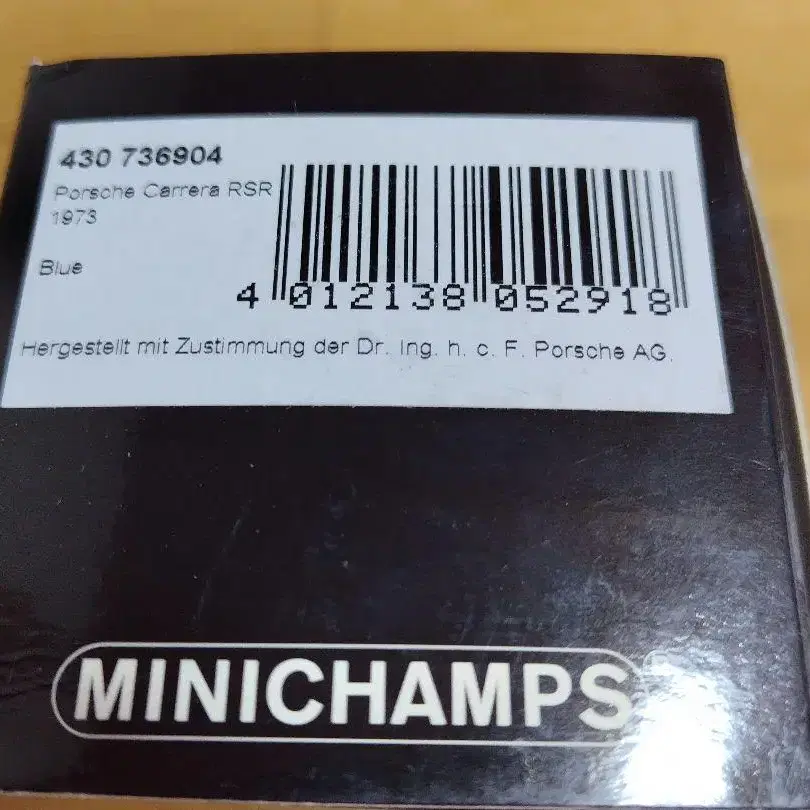 430 736904
Porsche Carrera RSR
1973
Blue
4 012138 052918
Hergestellt mit Zustimmung der Dr. Ing. h. c. F. Porsche AG.
MINICHAMPS